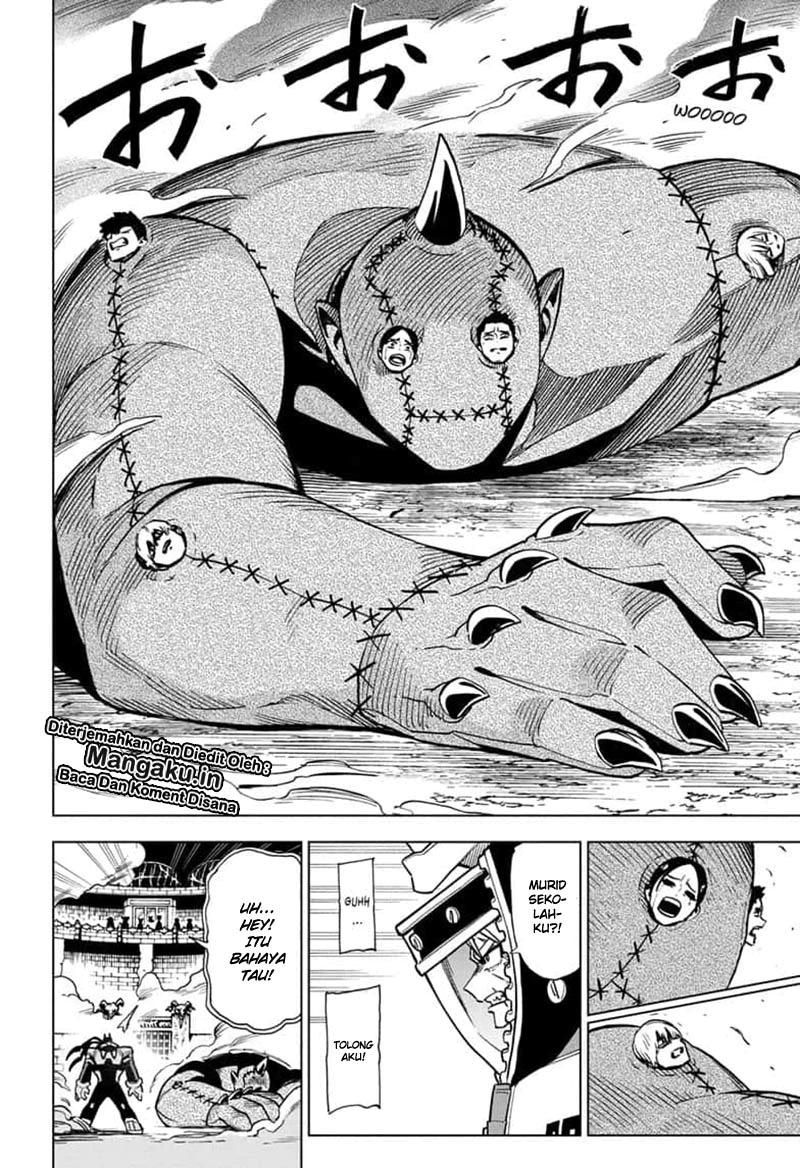 おおおお
WOOOOO
Diterjemahkan dan Diedit Oleh :
Mangaku.in
Baca Dan Koment Disana
MURID
SEKO-
LAH-
KU?!
GUHH
...
TOLONG
AKU!
UH...
HEY!
ITU
BAHAYA
TAU!